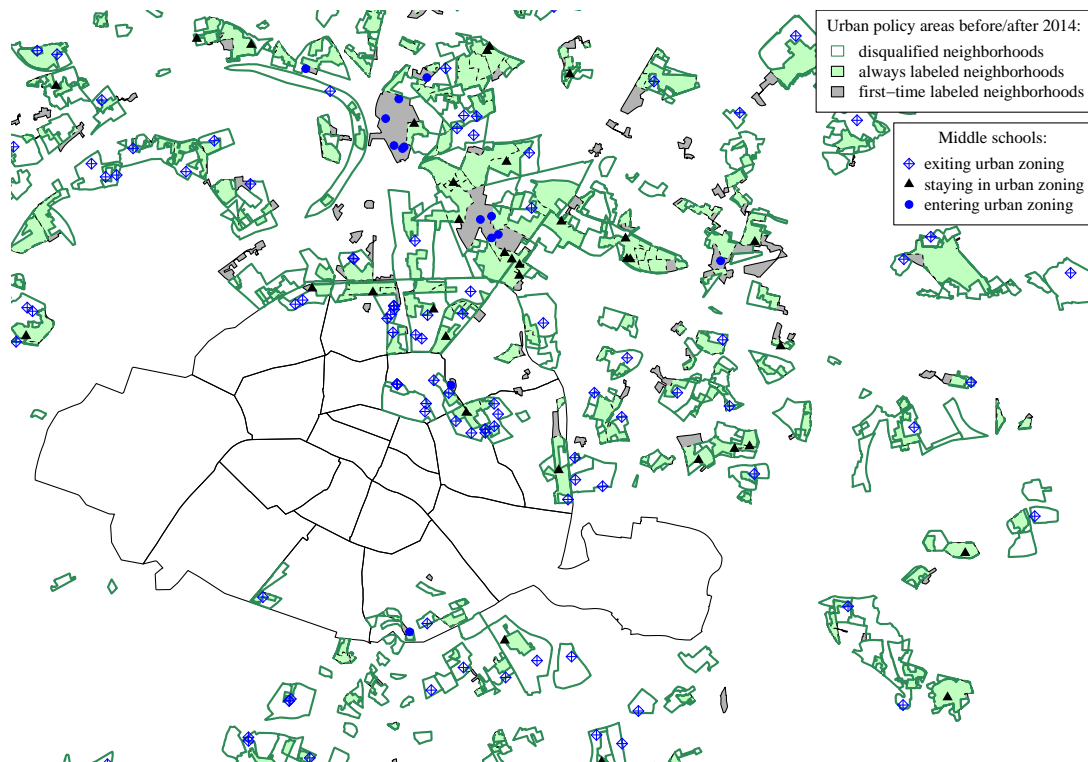 Urban policy areas before/after 2014:
disqualified neighborhoods
always labeled neighborhoods
first−time labeled neighborhoods
Middle schools:
exiting urban zoning
staying in urban zoning
entering urban zoning